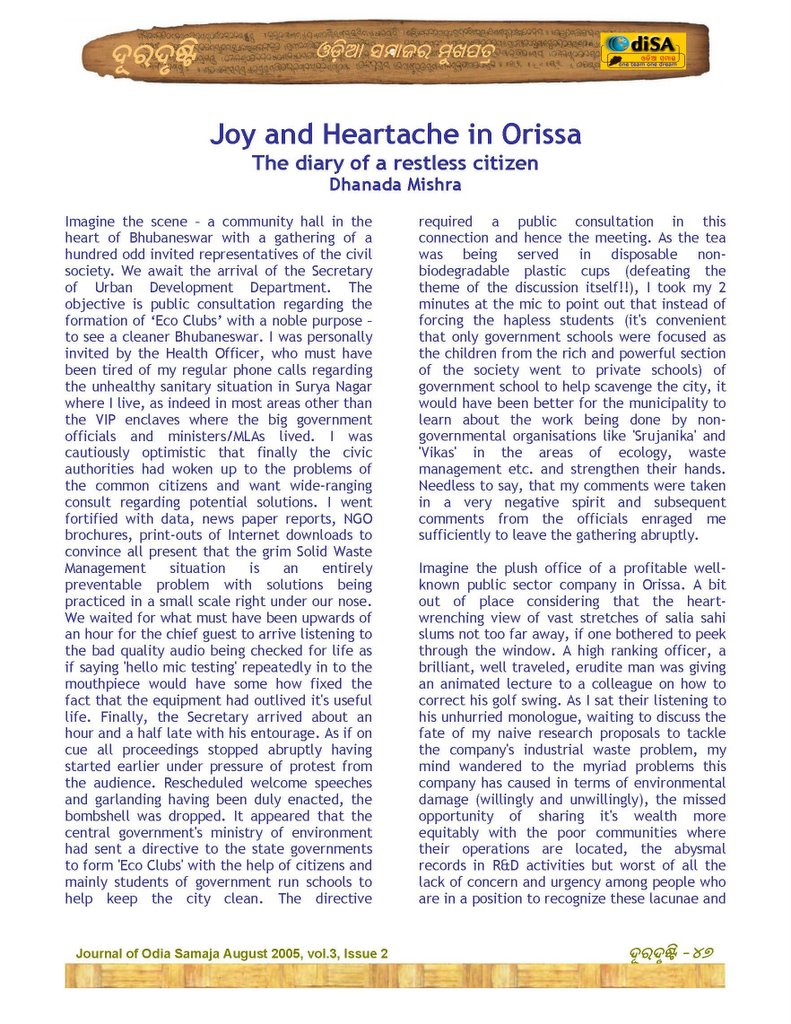 ଦୂରଦୃଷ୍ଟି
ଓଡ଼ିଆ ସମାଜର ମୁଖପତ୍ର
diSA
ଓଡ଼ିଆ ସମାଜ
one team one dream
Joy and Heartache in Orissa
The diary of a restless citizen
Dhanada Mishra
Imagine the scene – a community hall in the
heart of Bhubaneswar with a gathering of a
hundred odd invited representatives of the civil
society. We await the arrival of the Secretary
of Urban Development Department. The
objective is public consultation regarding the
formation of ‘Eco Clubs’ with a noble purpose –
to see a cleaner Bhubaneswar. I was personally
invited by the Health Officer, who must have
been tired of my regular phone calls regarding
the unhealthy sanitary situation in Surya Nagar
where I live, as indeed in most areas other than
the VIP enclaves where the big government
officials and ministers/MLAs lived. I was
cautiously optimistic that finally the civic
authorities had woken up to the problems of
the common citizens and want wide-ranging
consult regarding potential solutions. I went
fortified with data, news paper reports, NGO
brochures, print-outs of Internet downloads to
convince all present that the grim Solid Waste
Management situation is an entirely
preventable problem with solutions being
practiced in a small scale right under our nose.
We waited for what must have been upwards of
an hour for the chief guest to arrive listening to
the bad quality audio being checked for life as
if saying 'hello mic testing' repeatedly in to the
mouthpiece would have some how fixed the
fact that the equipment had outlived it's useful
life. Finally, the Secretary arrived about an
hour and a half late with his entourage. As if on
cue all proceedings stopped abruptly having
started earlier under pressure of protest from
the audience. Rescheduled welcome speeches
and garlanding having been duly enacted, the
bombshell was dropped. It appeared that the
central government's ministry of environment
had sent a directive to the state governments
to form 'Eco Clubs' with the help of citizens and
mainly students of government run schools to
help keep the city clean. The directive
required a public consultation in this
connection and hence the meeting. As the tea
was being served in disposable non-
biodegradable plastic cups (defeating the
theme of the discussion itself!!), I took my 2
minutes at the mic to point out that instead of
forcing the hapless students (it's convenient
that only government schools were focused as
the children from the rich and powerful section
of the society went to private schools) of
government school to help scavenge the city, it
would have been better for the municipality to
learn about the work being done by non-
governmental organisations like 'Srujanika' and
'Vikas' in the areas of ecology, waste
management etc. and strengthen their hands.
Needless to say, that my comments were taken
in a very negative spirit and subsequent
comments from the officials enraged me
sufficiently to leave the gathering abruptly.
Imagine the plush office of a profitable well-
known public sector company in Orissa. A bit
out of place considering that the heart-
wrenching view of vast stretches of salia sahi
slums not too far away, if one bothered to peek
through the window. A high ranking officer, a
brilliant, well traveled, erudite man was giving
an animated lecture to a colleague on how to
correct his golf swing. As I sat their listening to
his unhurried monologue, waiting to discuss the
fate of my naive research proposals to tackle
the company's industrial waste problem, my
mind wandered to the myriad problems this
company has caused in terms of environmental
damage (willingly and unwillingly), the missed
opportunity of sharing it's wealth more
equitably with the poor communities where
their operations are located, the abysmal
records in R&D activities but worst of all the
lack of concern and urgency among people who
are in a position to recognize these lacunae and
Journal of Odia Samaja August 2005, vol.3, Issue 2
ଦୂରଦୃଷ୍ଟି – ୪୭